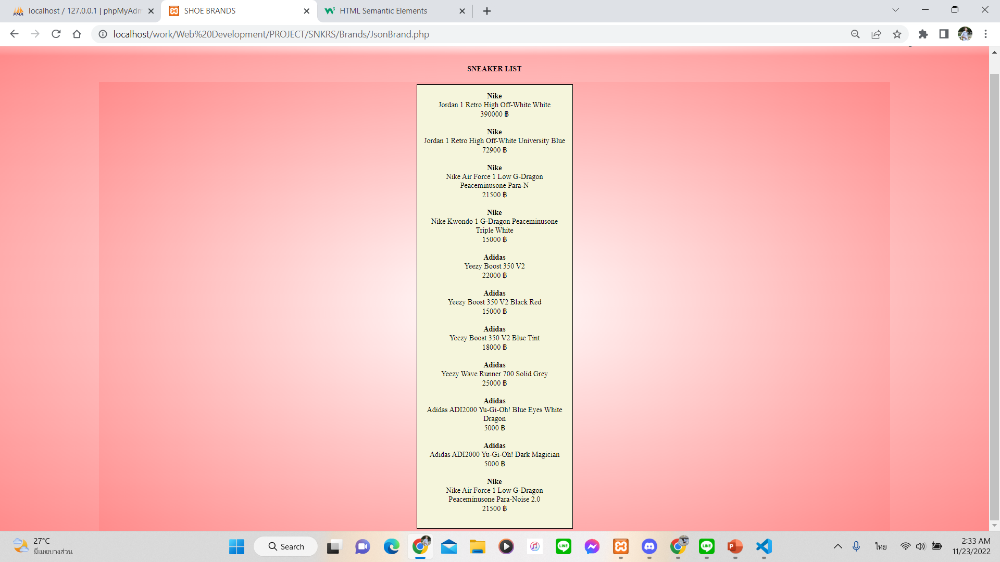 localhost / 127.0.0.1 | phpMyAdm
SHOE BRANDS
HTML Semantic Elements
localhost/work/Web%20Development/PROJECT/SNKRS/Brands/JsonBrand.php
SNEAKER LIST
Nike
Jordan 1 Retro High Off-White White
390000 ฿
Nike
Jordan 1 Retro High Off-White University Blue
72900 ฿
Nike
Nike Air Force 1 Low G-Dragon
Peaceminusone Para-N
21500 ฿
Nike
Nike Kwondo 1 G-Dragon Peaceminusone
Triple White
15000 ฿
Adidas
Yeezy Boost 350 V2
22000 ฿
Adidas
Yeezy Boost 350 V2 Black Red
15000 ฿
Adidas
Yeezy Boost 350 V2 Blue Tint
18000 ฿
Adidas
Yeezy Wave Runner 700 Solid Grey
25000 ฿
Adidas
Adidas ADI2000 Yu-Gi-Oh! Blue Eyes White
Dragon
5000 ฿
Adidas
Adidas ADI2000 Yu-Gi-Oh! Dark Magician
5000 ฿
Nike
Nike Air Force 1 Low G-Dragon
Peaceminusone Para-Noise 2.0
21500 ฿
27°C
มีเมฆบางส่วน
Search
ไทย
2:33 AM
11/23/2022